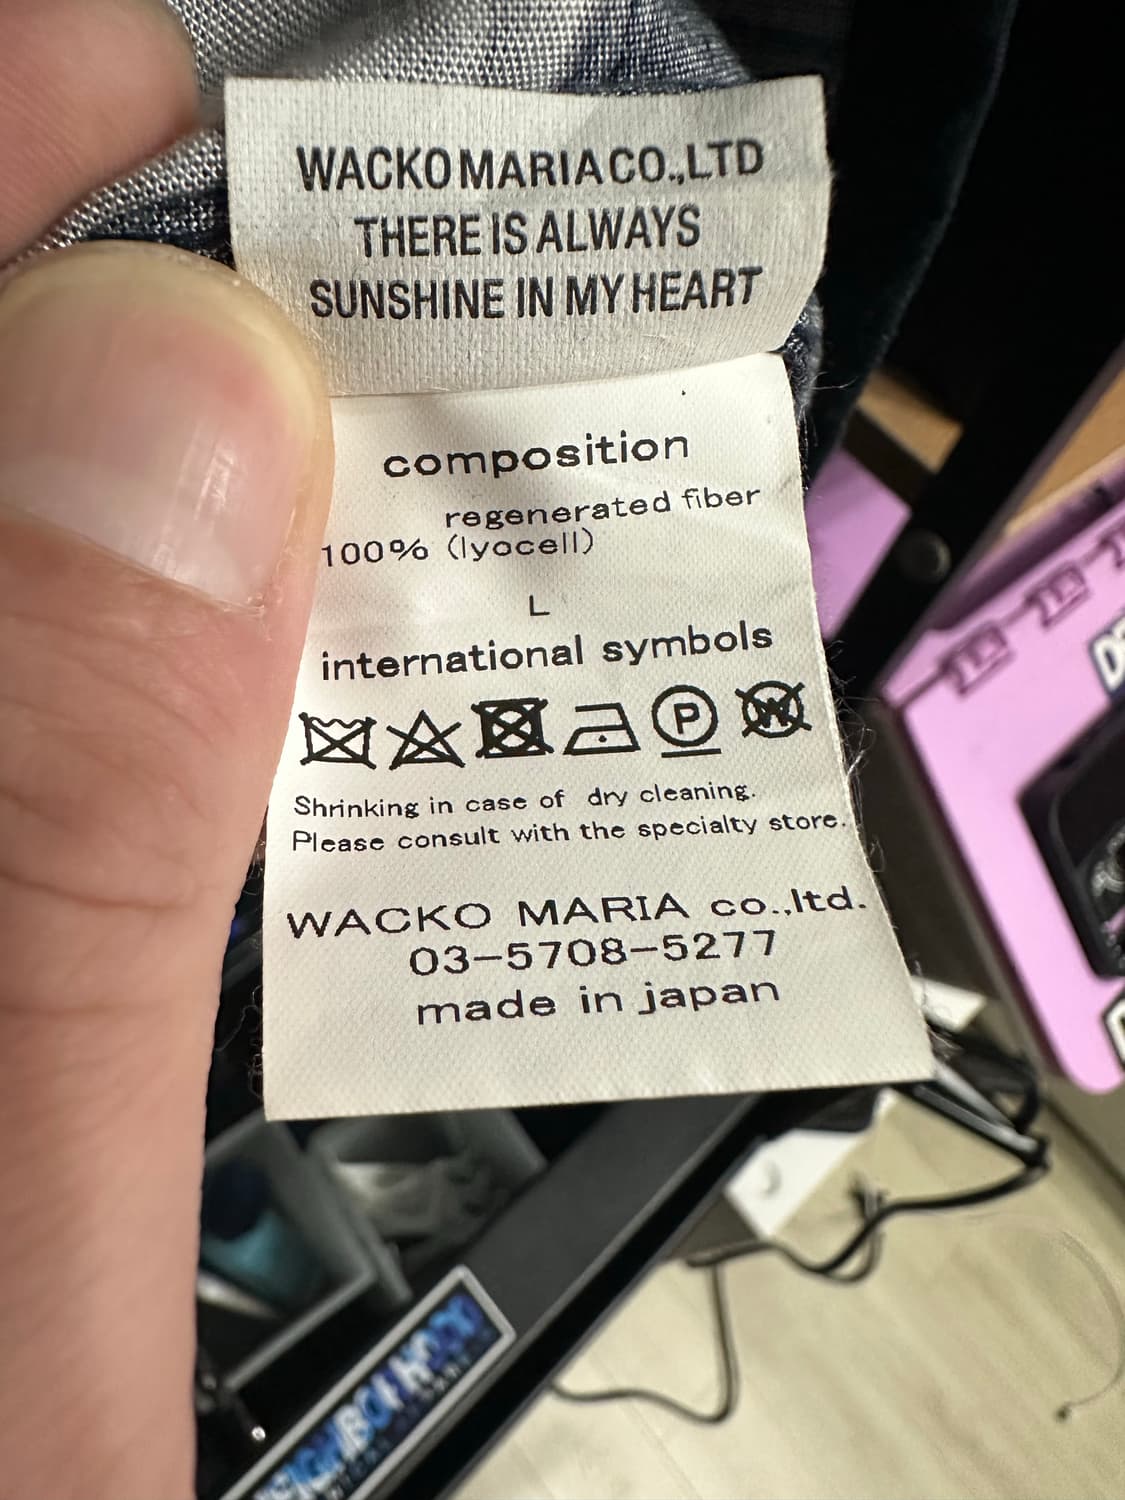 WACKO MARIA CO.,LTD
THERE IS ALWAYS
SUNSHINE IN MY HEART
composition
regenerated fiber
100% (lyocell)
L
international symbols
P
W
Shrinking in case of dry cleaning.
Please consult with the specialty store.
WACKO MARIA co.,ltd.
03-5708-5277
made in japan